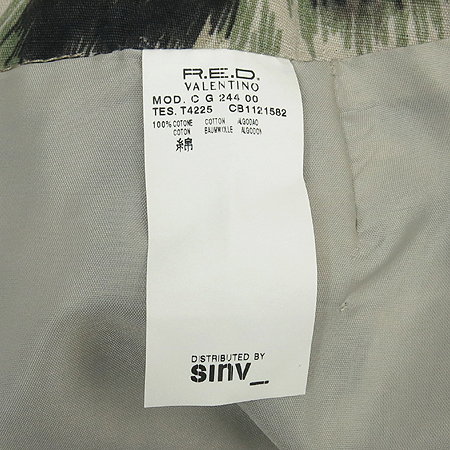 R.E.D.
VALENTINO
MOD. C G 244 00
TES. T4225 CB1121582
100% COTONE COTTON ALGODAO
COTON BAUMWOLLE ALGODON
綿
DISTRIBUTED BY
sinv_